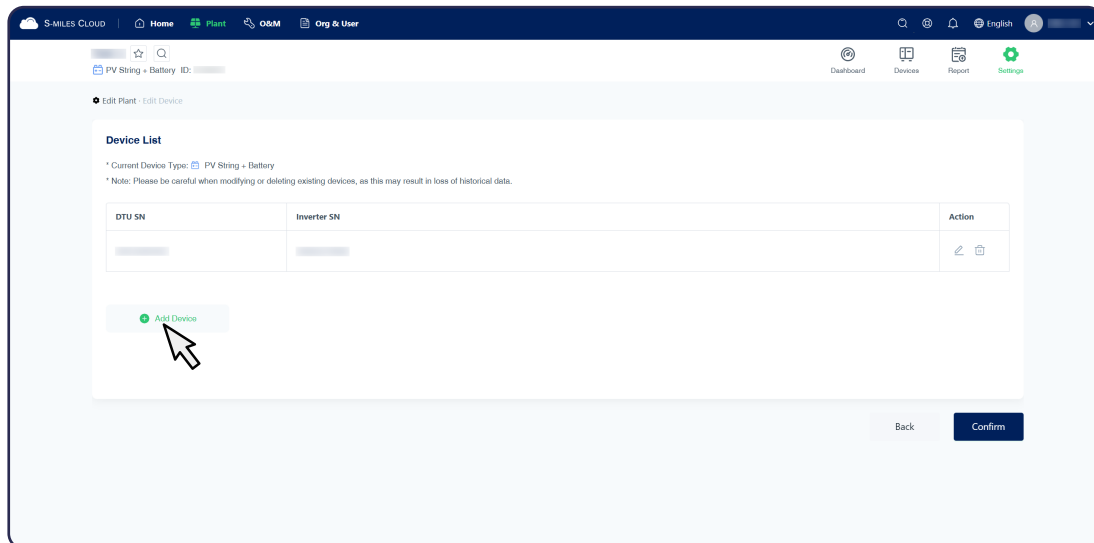 S-MILES CLOUD Home Plant O&M Org & User English
PV String + Battery ID:
Dashboard Devices Report Settings
Edit Plant · Edit Device
Device List
* Current Device Type: PV String + Battery
* Note: Please be careful when modifying or deleting existing devices, as this may result in loss of historical data.
DTU SN Inverter SN Action
Add Device
Back Confirm